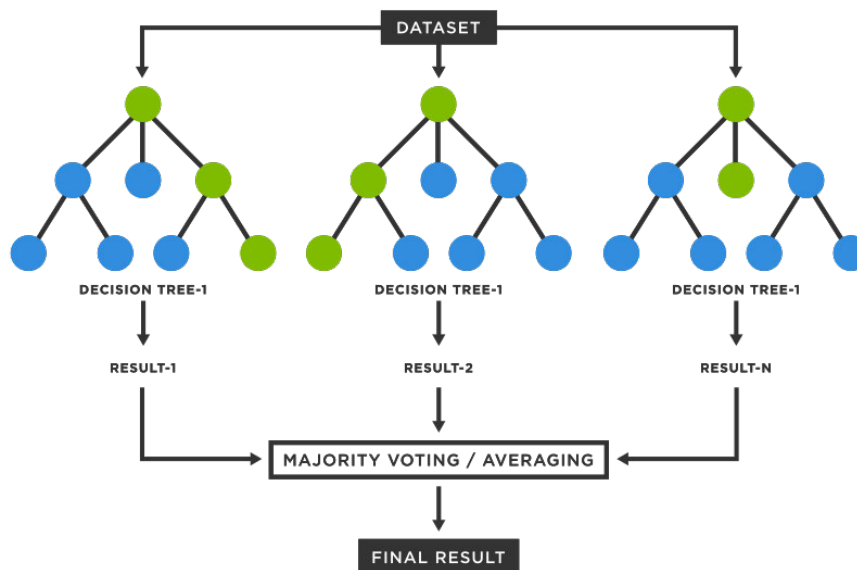 DATASET
DECISION TREE-1
DECISION TREE-1
DECISION TREE-1
RESULT-1
RESULT-2
RESULT-N
MAJORITY VOTING / AVERAGING
FINAL RESULT